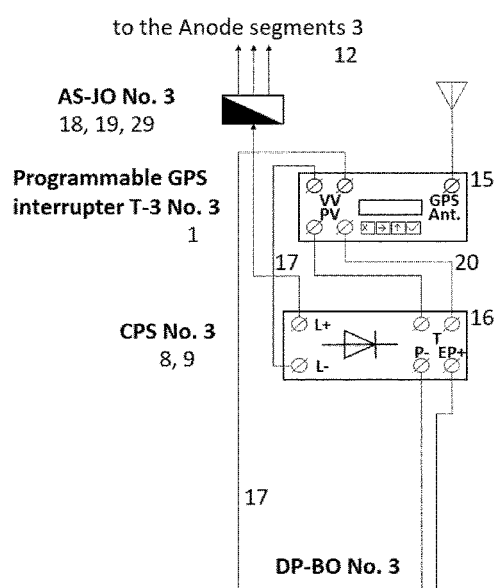 to the Anode segments 3
12
AS-JO No. 3
18, 19, 29
Programmable GPS
interrupter T-3 No. 3
1
15
VV
PV
GPS
Ant.
17
20
CPS No. 3
8, 9
16
L+
T
P- EP+
L-
17
DP-BO No. 3